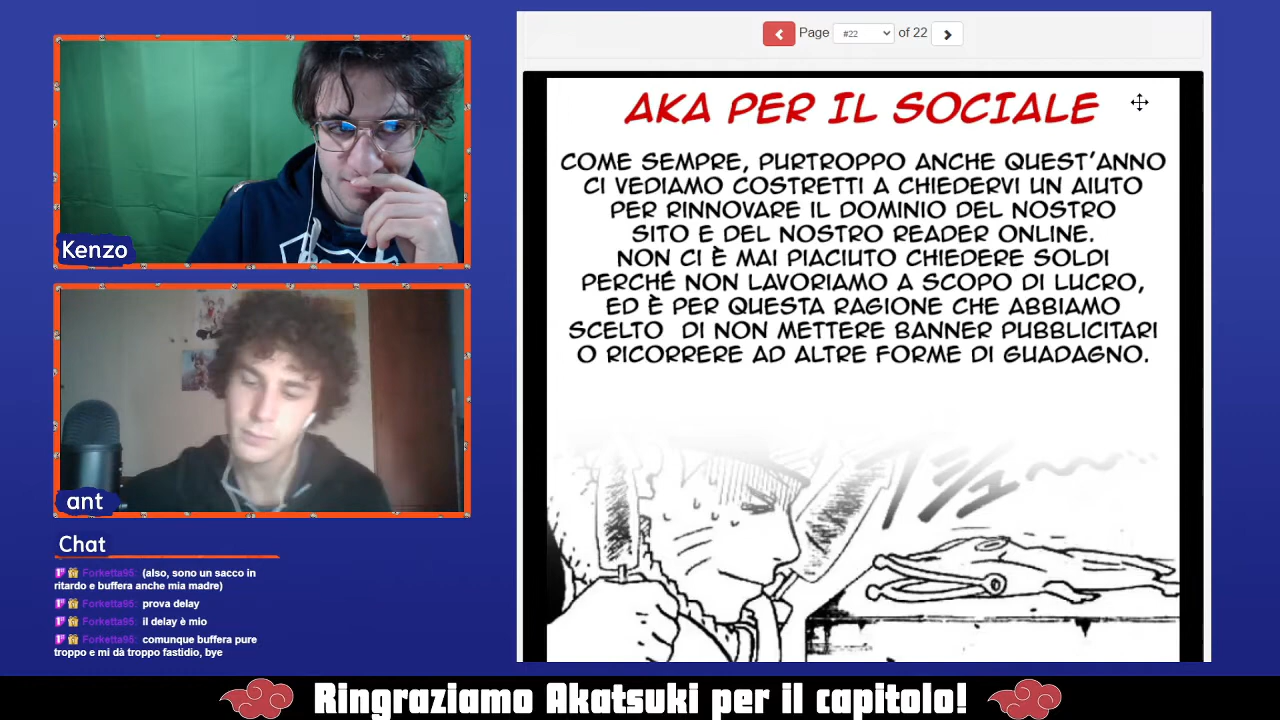 Kenzo
ant
Chat
Forketta95: (also, sono un sacco in
ritardo e buffera anche mia madre)
Forketta95: prova delay
Forketta95: il delay è mio
Forketta95: comunque buffera pure
troppo e mi dà troppo fastidio, bye
Page #22 of 22
AKA PER IL SOCIALE
COME SEMPRE, PURTROPPO ANCHE QUEST'ANNO
CI VEDIAMO COSTRETTI A CHIEDERVI UN AIUTO
PER RINNOVARE IL DOMINIO DEL NOSTRO
SITO E DEL NOSTRO READER ONLINE.
NON CI È MAI PIACIUTO CHIEDERE SOLDI
PERCHÉ NON LAVORIAMO A SCOPO DI LUCRO,
ED È PER QUESTA RAGIONE CHE ABBIAMO
SCELTO DI NON METTERE BANNER PUBBLICITARI
O RICORRERE AD ALTRE FORME DI GUADAGNO.
Ringraziamo Akatsuki per il capitolo!